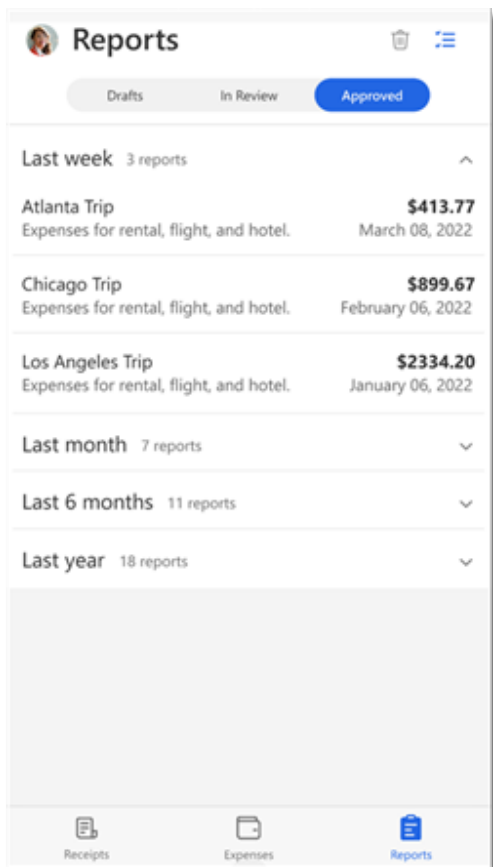 Reports
Drafts In Review Approved
Last week 3 reports
Atlanta Trip $413.77
Expenses for rental, flight, and hotel. March 08, 2022
Chicago Trip $899.67
Expenses for rental, flight, and hotel. February 06, 2022
Los Angeles Trip $2334.20
Expenses for rental, flight, and hotel. January 06, 2022
Last month 7 reports
Last 6 months 11 reports
Last year 18 reports
Receipts Expenses Reports